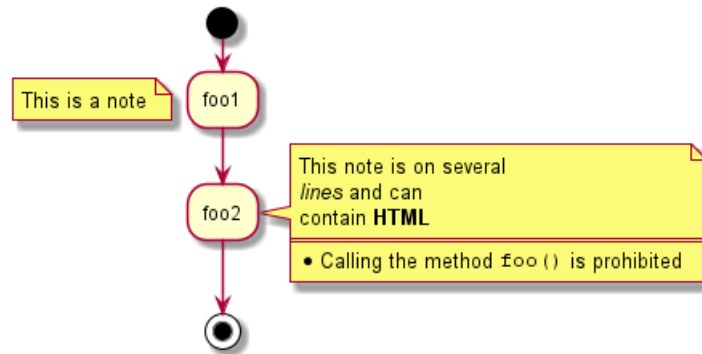 This is a note
foo1
This note is on several
lines and can
contain HTML
foo2
• Calling the method foo() is prohibited